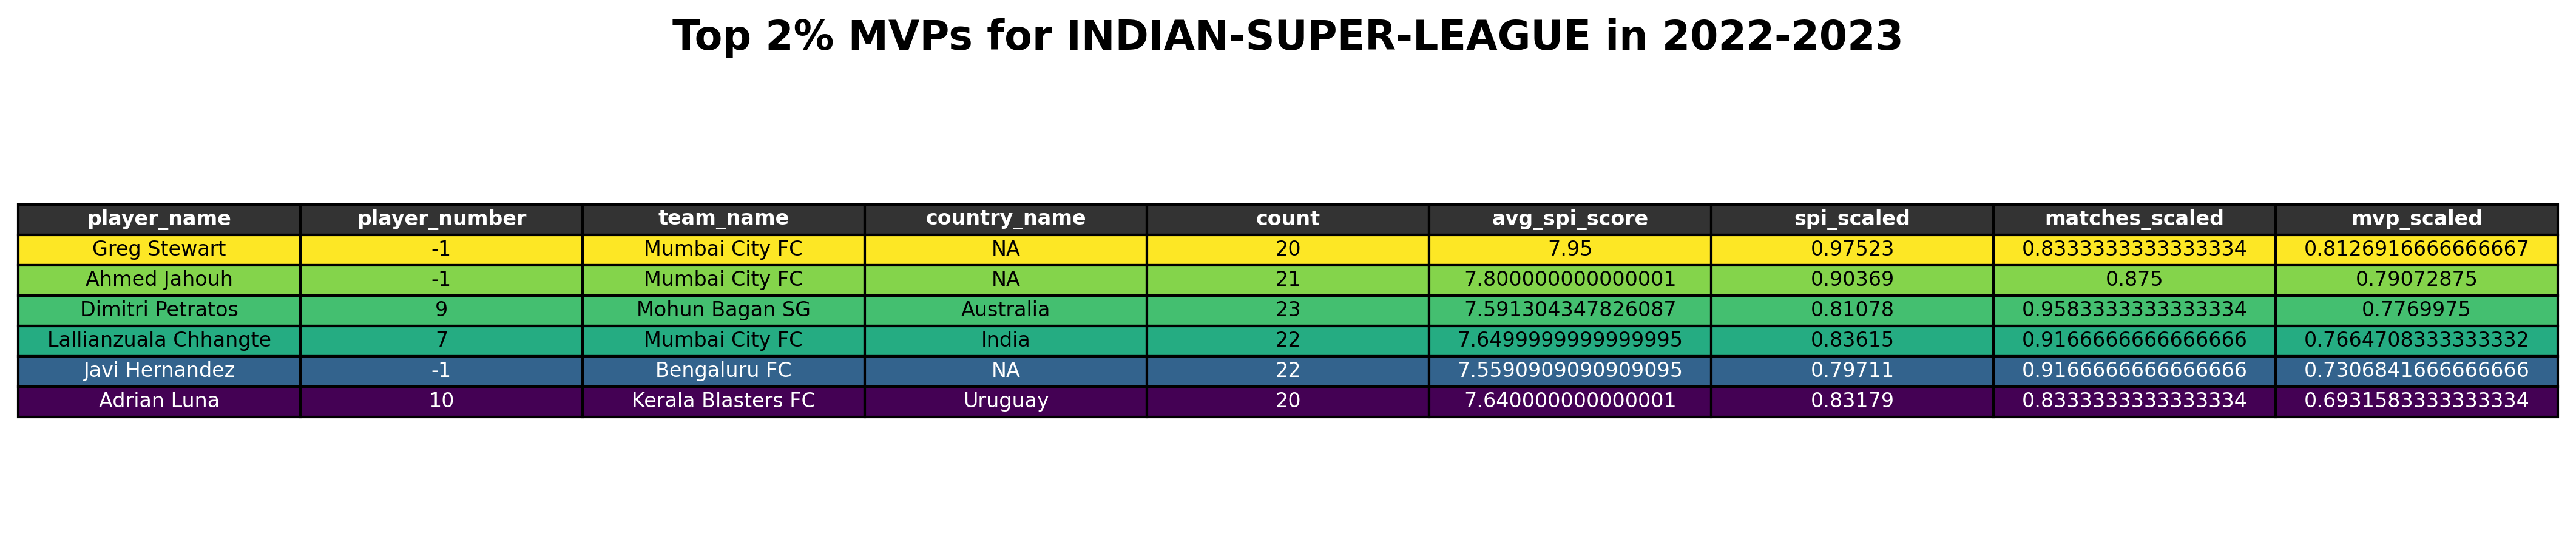 Top 2% MVPs for INDIAN-SUPER-LEAGUE in 2022-2023
player_name player_number team_name country_name count avg_spi_score spi_scaled matches_scaled mvp_scaled
Greg Stewart -1 Mumbai City FC NA 20 7.95 0.97523 0.8333333333333334 0.8126916666666667
Ahmed Jahouh -1 Mumbai City FC NA 21 7.800000000000001 0.90369 0.875 0.79072875
Dimitri Petratos 9 Mohun Bagan SG Australia 23 7.591304347826087 0.81078 0.9583333333333334 0.7769975
Lallianzuala Chhangte 7 Mumbai City FC India 22 7.6499999999999995 0.83615 0.9166666666666666 0.7664708333333332
Javi Hernandez -1 Bengaluru FC NA 22 7.5590909090909095 0.79711 0.9166666666666666 0.7306841666666666
Adrian Luna 10 Kerala Blasters FC Uruguay 20 7.640000000000001 0.83179 0.8333333333333334 0.6931583333333334